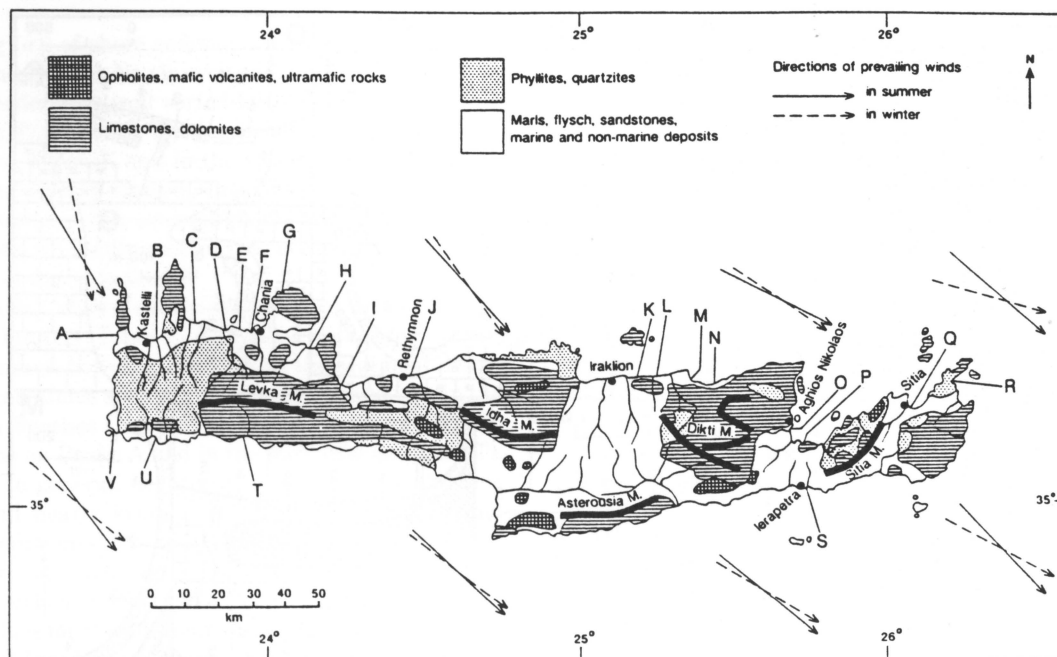 24°
25°
26°
Ophiolites, mafic volcanites, ultramafic rocks
Limestones, dolomites
Phyllites, quartzites
Marls, flysch, sandstones,
marine and non-marine deposits
Directions of prevailing winds
in summer
in winter
N
A
B
C
D
E
F
G
H
I
J
K
L
M
N
O
P
Q
R
Kastelli
Chania
Rethymnon
Iraklion
Aghios Nikolaos
Sitia
Levka M.
Idha M.
Dikti M.
Sitia M.
Asterousia M.
Ierapetra
V
U
T
S
35°
35°
0 10 20 30 40 50
km
24°
25°
26°